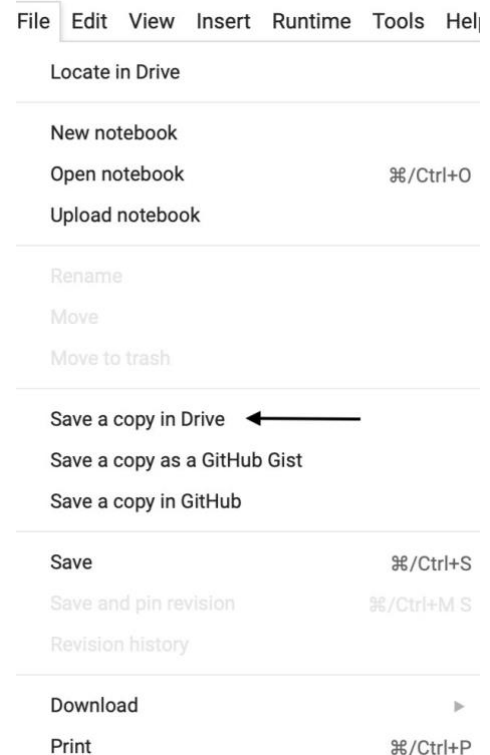 File Edit View Insert Runtime Tools Help
Locate in Drive
New notebook
Open notebook ⌘/Ctrl+O
Upload notebook
Rename
Move
Move to trash
Save a copy in Drive
Save a copy as a GitHub Gist
Save a copy in GitHub
Save ⌘/Ctrl+S
Save and pin revision ⌘/Ctrl+M S
Revision history
Download
Print ⌘/Ctrl+P